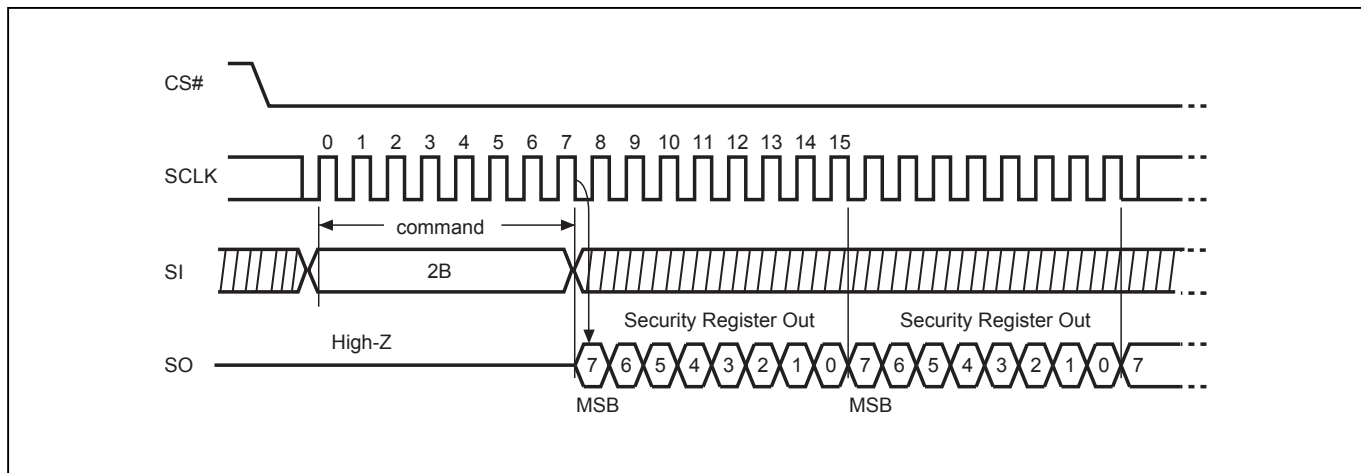 CS#
0 1 2 3 4 5 6 7 8 9 10 11 12 13 14 15
SCLK
command
SI
2B
Security Register Out Security Register Out
High-Z
SO
7 6 5 4 3 2 1 0 7 6 5 4 3 2 1 0 7
MSB MSB